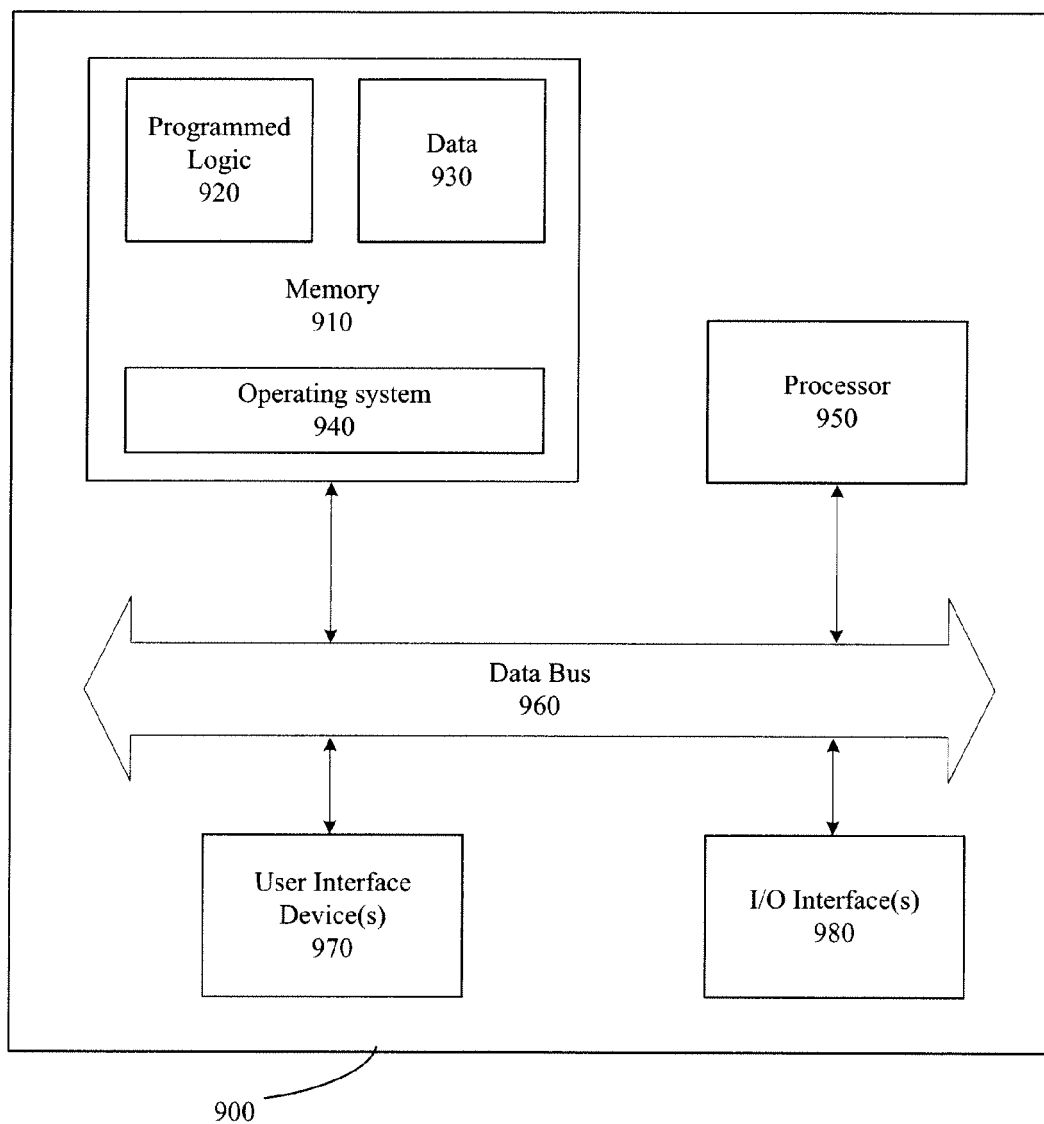 Programmed
Logic
920
Data
930
Memory
910
Operating system
940
Processor
950
Data Bus
960
User Interface
Device(s)
970
I/O Interface(s)
980
900